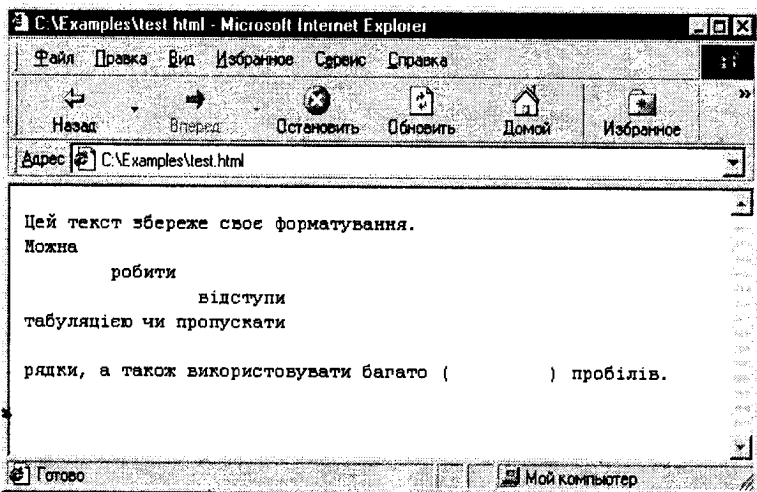 C:\Examples\test.html - Microsoft Internet Explorer
Файл Правка Вид Избранное Сервис Справка
Назад Вперед Остановить Обновить Домой Избранное »
Адрес C:\Examples\test.html
Цей текст збереже своє форматування.
Можна
        робити
                відступи
табуляцією чи пропускати
рядки, а також використовувати багато (         ) пробілів.
Готово Мой компьютер